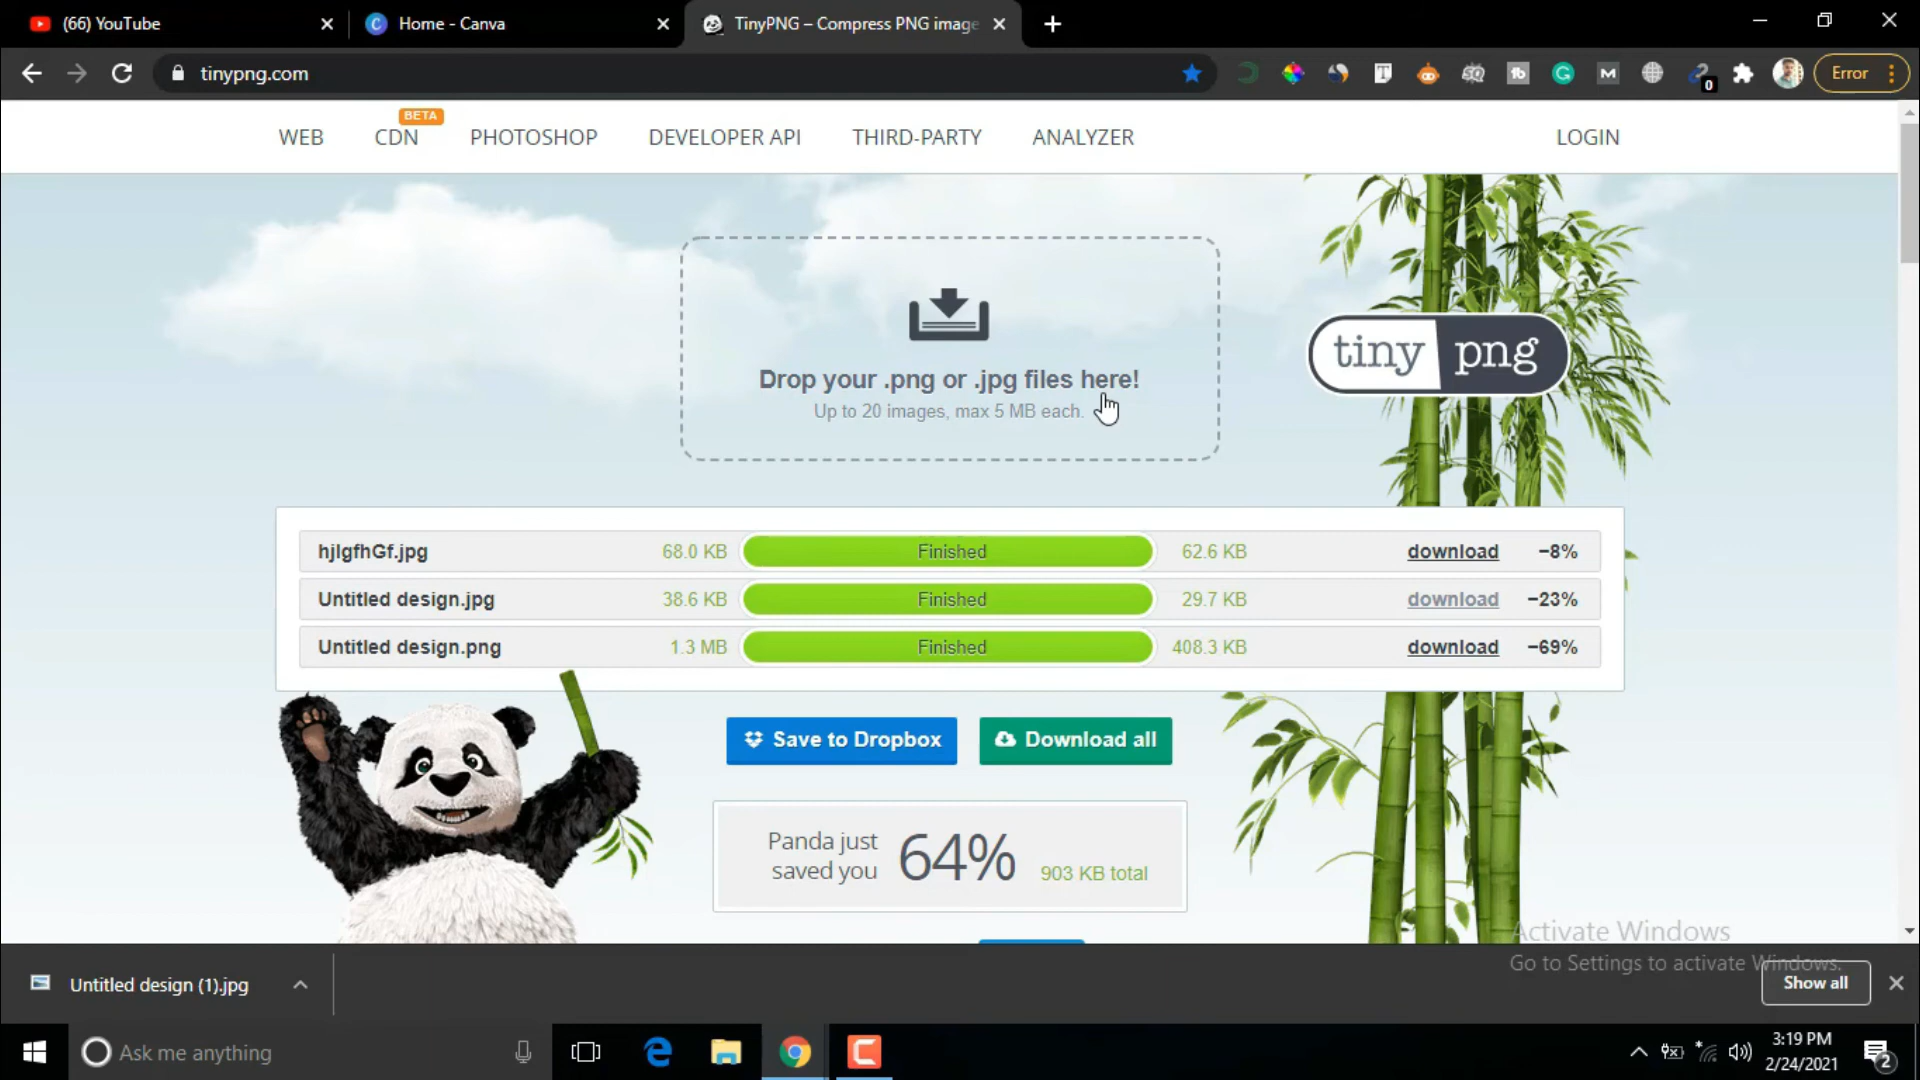 (66) YouTube
Home - Canva
TinyPNG – Compress PNG image
tinypng.com
0
Error
WEB
CDN
BETA
PHOTOSHOP
DEVELOPER API
THIRD-PARTY
ANALYZER
LOGIN
Drop your .png or .jpg files here!
Up to 20 images, max 5 MB each.
tiny png
hjlgfhGf.jpg 68.0 KB Finished 62.6 KB download −8%
Untitled design.jpg 38.6 KB Finished 29.7 KB download −23%
Untitled design.png 1.3 MB Finished 408.3 KB download −69%
Save to Dropbox
Download all
Panda just
saved you
64%
903 KB total
Activate Windows
Go to Settings to activate Windows.
Untitled design (1).jpg
Show all
Ask me anything
3:19 PM
2/24/2021
2